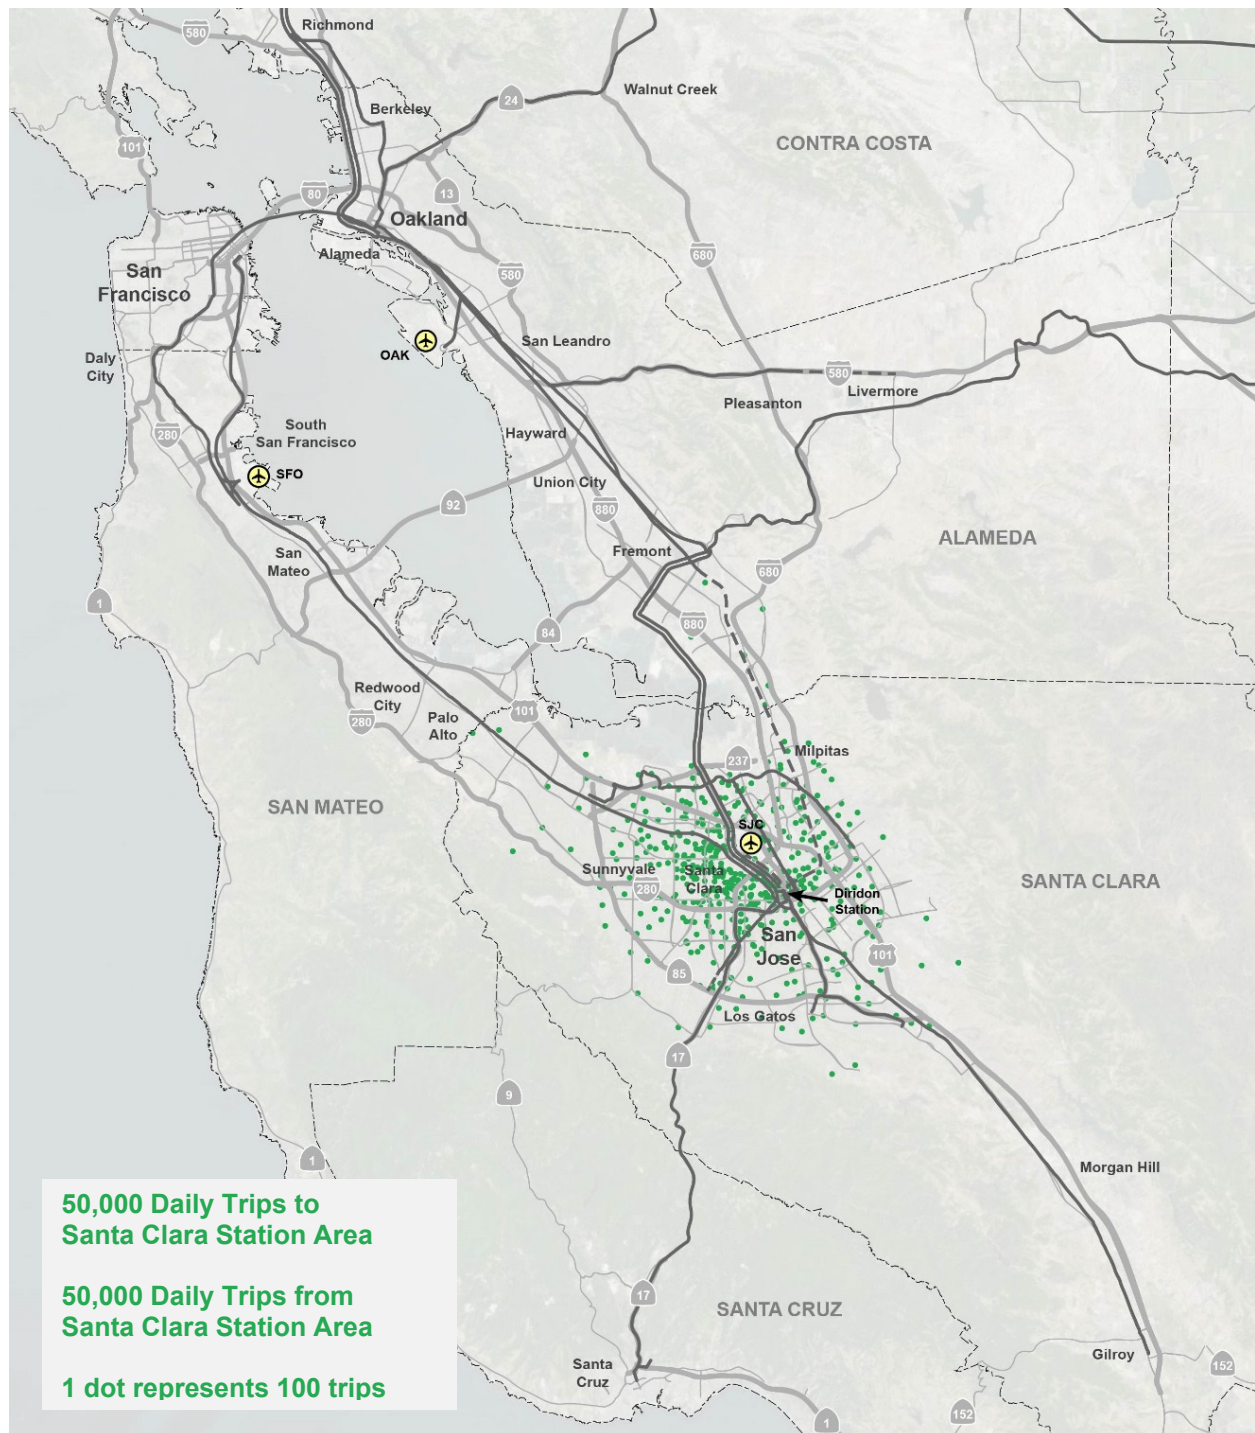 580
Richmond
Walnut Creek
24
Berkeley
CONTRA COSTA
101
80
13
Oakland
Alameda
680
San
Francisco
580
OAK
San Leandro
Daly
City
580
Livermore
Pleasanton
South
San Francisco
280
Hayward
SFO
Union City
92
880
ALAMEDA
San
Mateo
Fremont
680
1
880
84
Redwood
City
280
Palo
Alto
101
Milpitas
237
SAN MATEO
SJC
Sunnyvale
Santa
Clara
280
SANTA CLARA
Diridon
Station
San
Jose
101
85
Los Gatos
17
9
1
Morgan Hill
50,000 Daily Trips to
Santa Clara Station Area
50,000 Daily Trips from
Santa Clara Station Area
1 dot represents 100 trips
17
SANTA CRUZ
Gilroy
152
Santa
Cruz
152
1